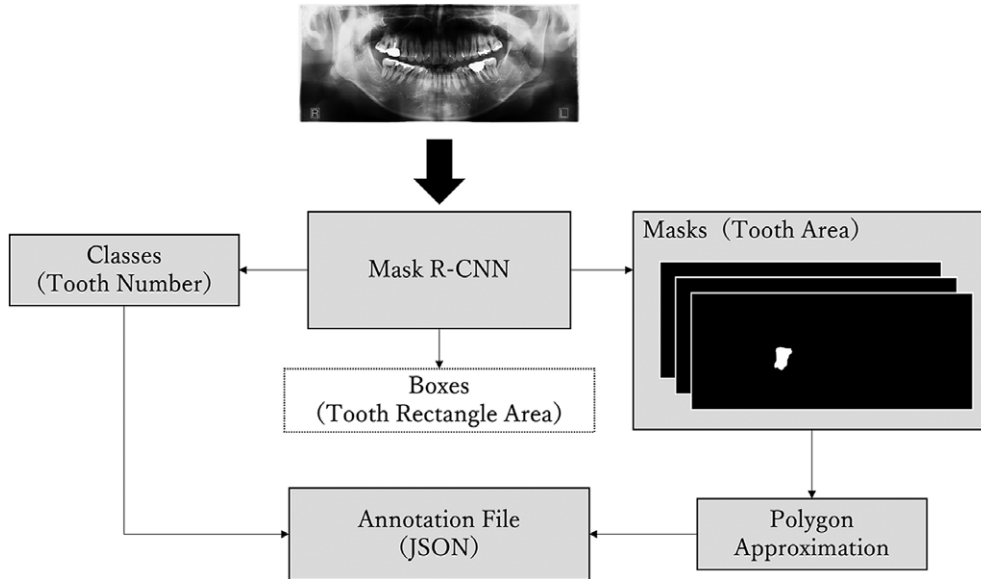 R
L
Classes
(Tooth Number)
Mask R-CNN
Masks (Tooth Area)
Boxes
(Tooth Rectangle Area)
Annotation File
(JSON)
Polygon
Approximation